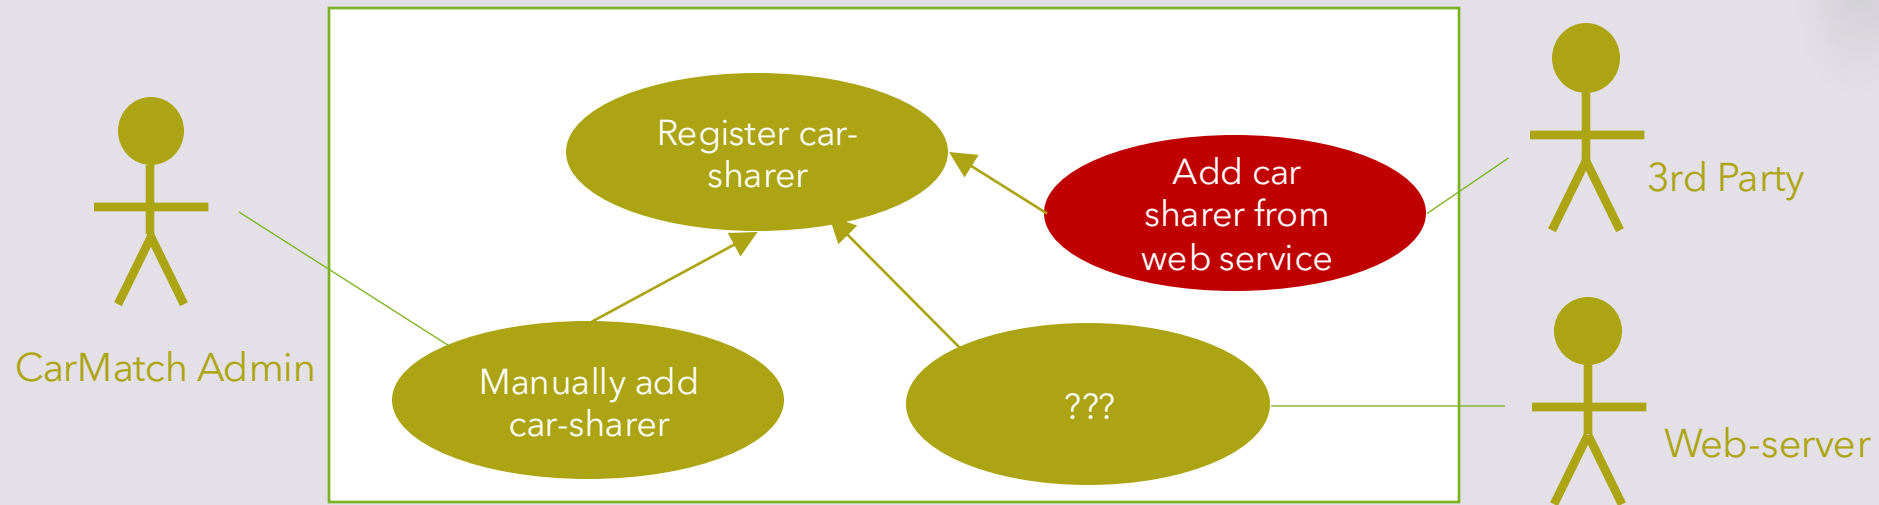 Register car-
sharer
Add car
sharer from
web service
3rd Party
CarMatch Admin
Manually add
car-sharer
???
Web-server